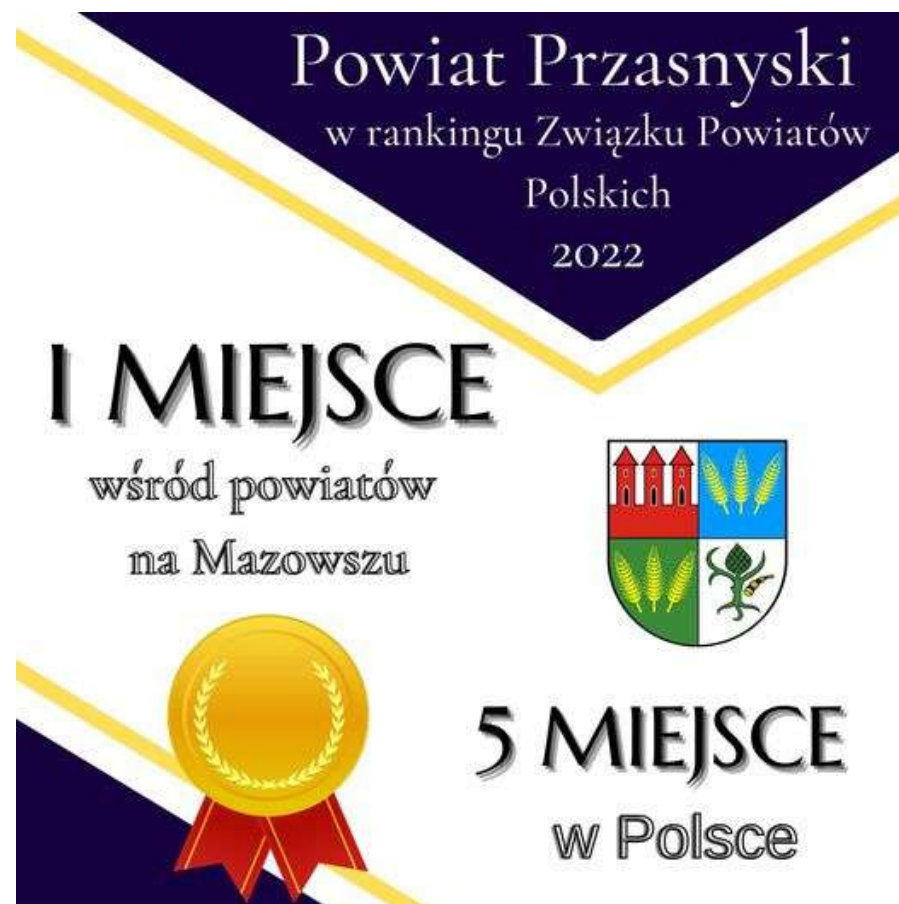 Powiat Przasnyski
w rankingu Związku Powiatów
Polskich
2022
I MIEJSCE
wśród powiatów
na Mazowszu
5 MIEJSCE
w Polsce